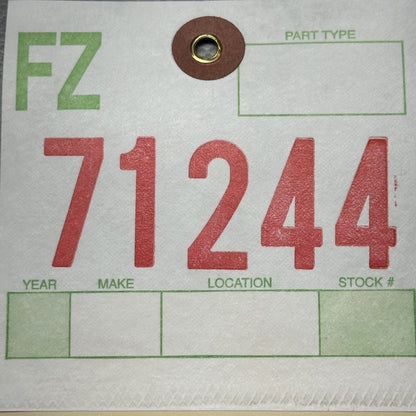 FZ
PART TYPE
71244
YEAR MAKE LOCATION STOCK #